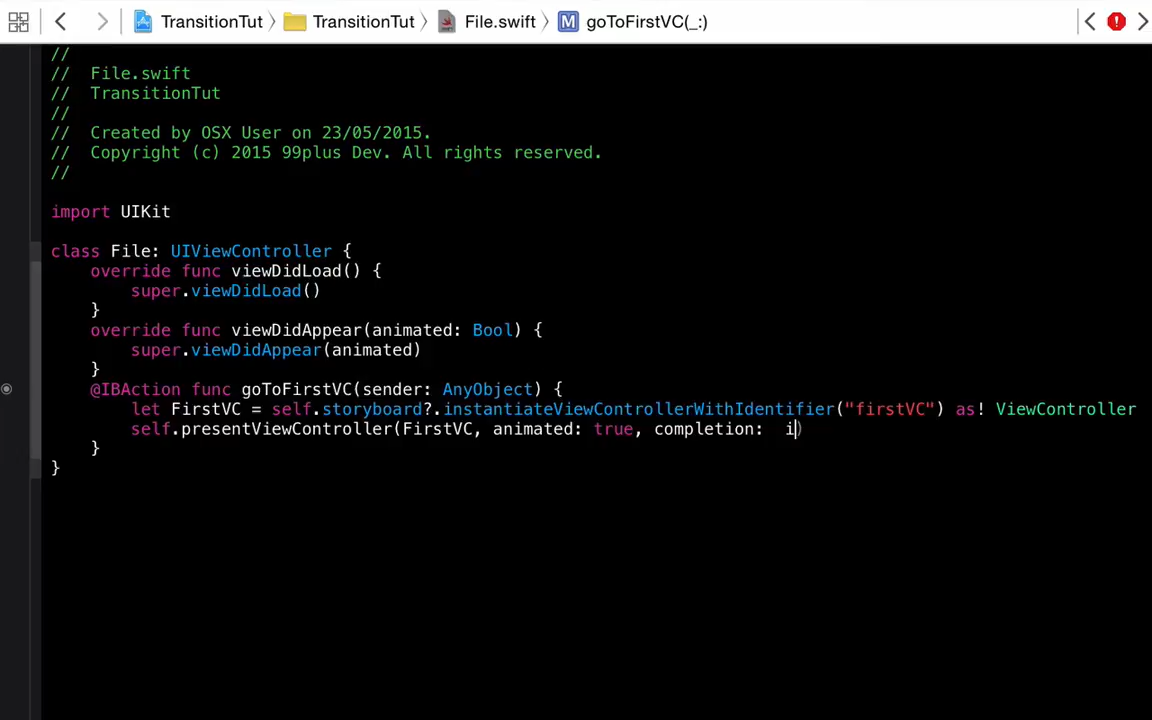 TransitionTut TransitionTut File.swift M goToFirstVC(_:)
//
//  File.swift
//  TransitionTut
//
//  Created by OSX User on 23/05/2015.
//  Copyright (c) 2015 99plus Dev. All rights reserved.
//
import UIKit
class File: UIViewController {
    override func viewDidLoad() {
        super.viewDidLoad()
    }
    override func viewDidAppear(animated: Bool) {
        super.viewDidAppear(animated)
    }
    @IBAction func goToFirstVC(sender: AnyObject) {
        let FirstVC = self.storyboard?.instantiateViewControllerWithIdentifier("firstVC") as! ViewController
        self.presentViewController(FirstVC, animated: true, completion:  i)
    }
}